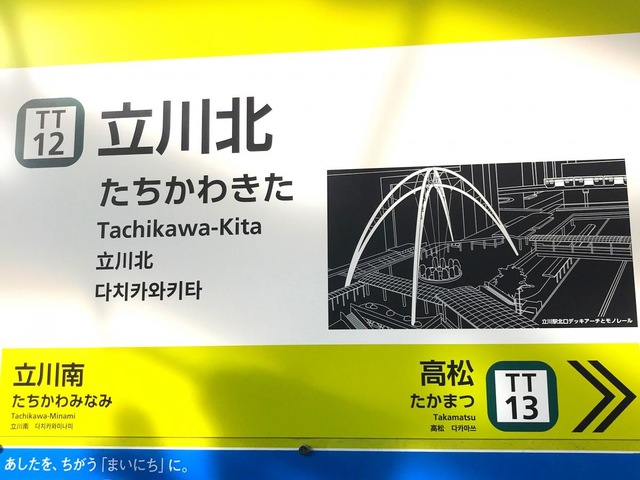 TT
12
立川北
たちかわきた
Tachikawa-Kita
立川北
다치카와키타
立川駅北口デッキアーチとモノレール
立川南
たちかわみなみ
Tachikawa-Minami
立川南 다치카와미나미
高松
たかまつ
Takamatsu
高松 다카마쓰
TT
13
あしたを、ちがう「まいにち」に。